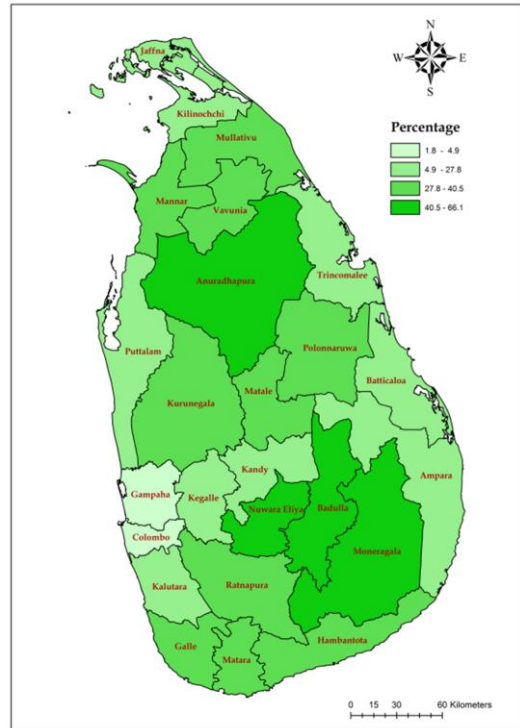 N
W E
S
Jaffna
Kilinochchi
Mullativu
Mannar
Vavunia
Anuradhapura
Trincomalee
Puttalam
Polonnaruwa
Batticaloa
Kurunegala
Matale
Kandy
Ampara
Gampaha
Kegalle
Nuwara Eliya
Badulla
Moneragala
Colombo
Kalutara
Ratnapura
Galle
Matara
Hambantota
Percentage
1.8 - 4.9
4.9 - 27.8
27.8 - 40.5
40.5 - 66.1
0 15 30 60 Kilometers